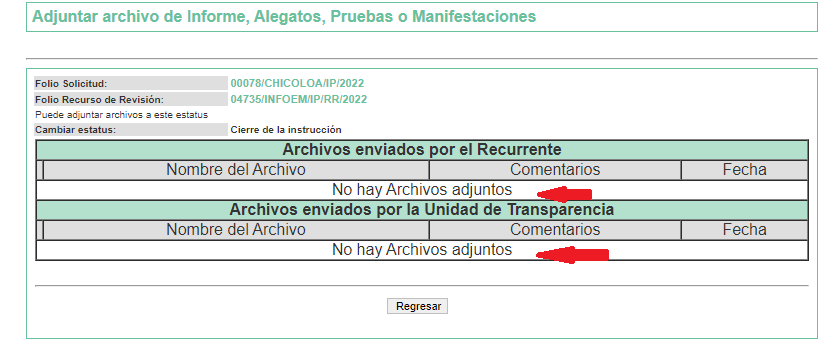 Adjuntar archivo de Informe, Alegatos, Pruebas o Manifestaciones
Folio Solicitud: 00078/CHICOLOA/IP/2022
Folio Recurso de Revisión: 04735/INFOEM/IP/RR/2022
Puede adjuntar archivos a este estatus
Cambiar estatus: Cierre de la instrucción
Archivos enviados por el Recurrente
Nombre del Archivo Comentarios Fecha
No hay Archivos adjuntos
Archivos enviados por la Unidad de Transparencia
Nombre del Archivo Comentarios Fecha
No hay Archivos adjuntos
Regresar